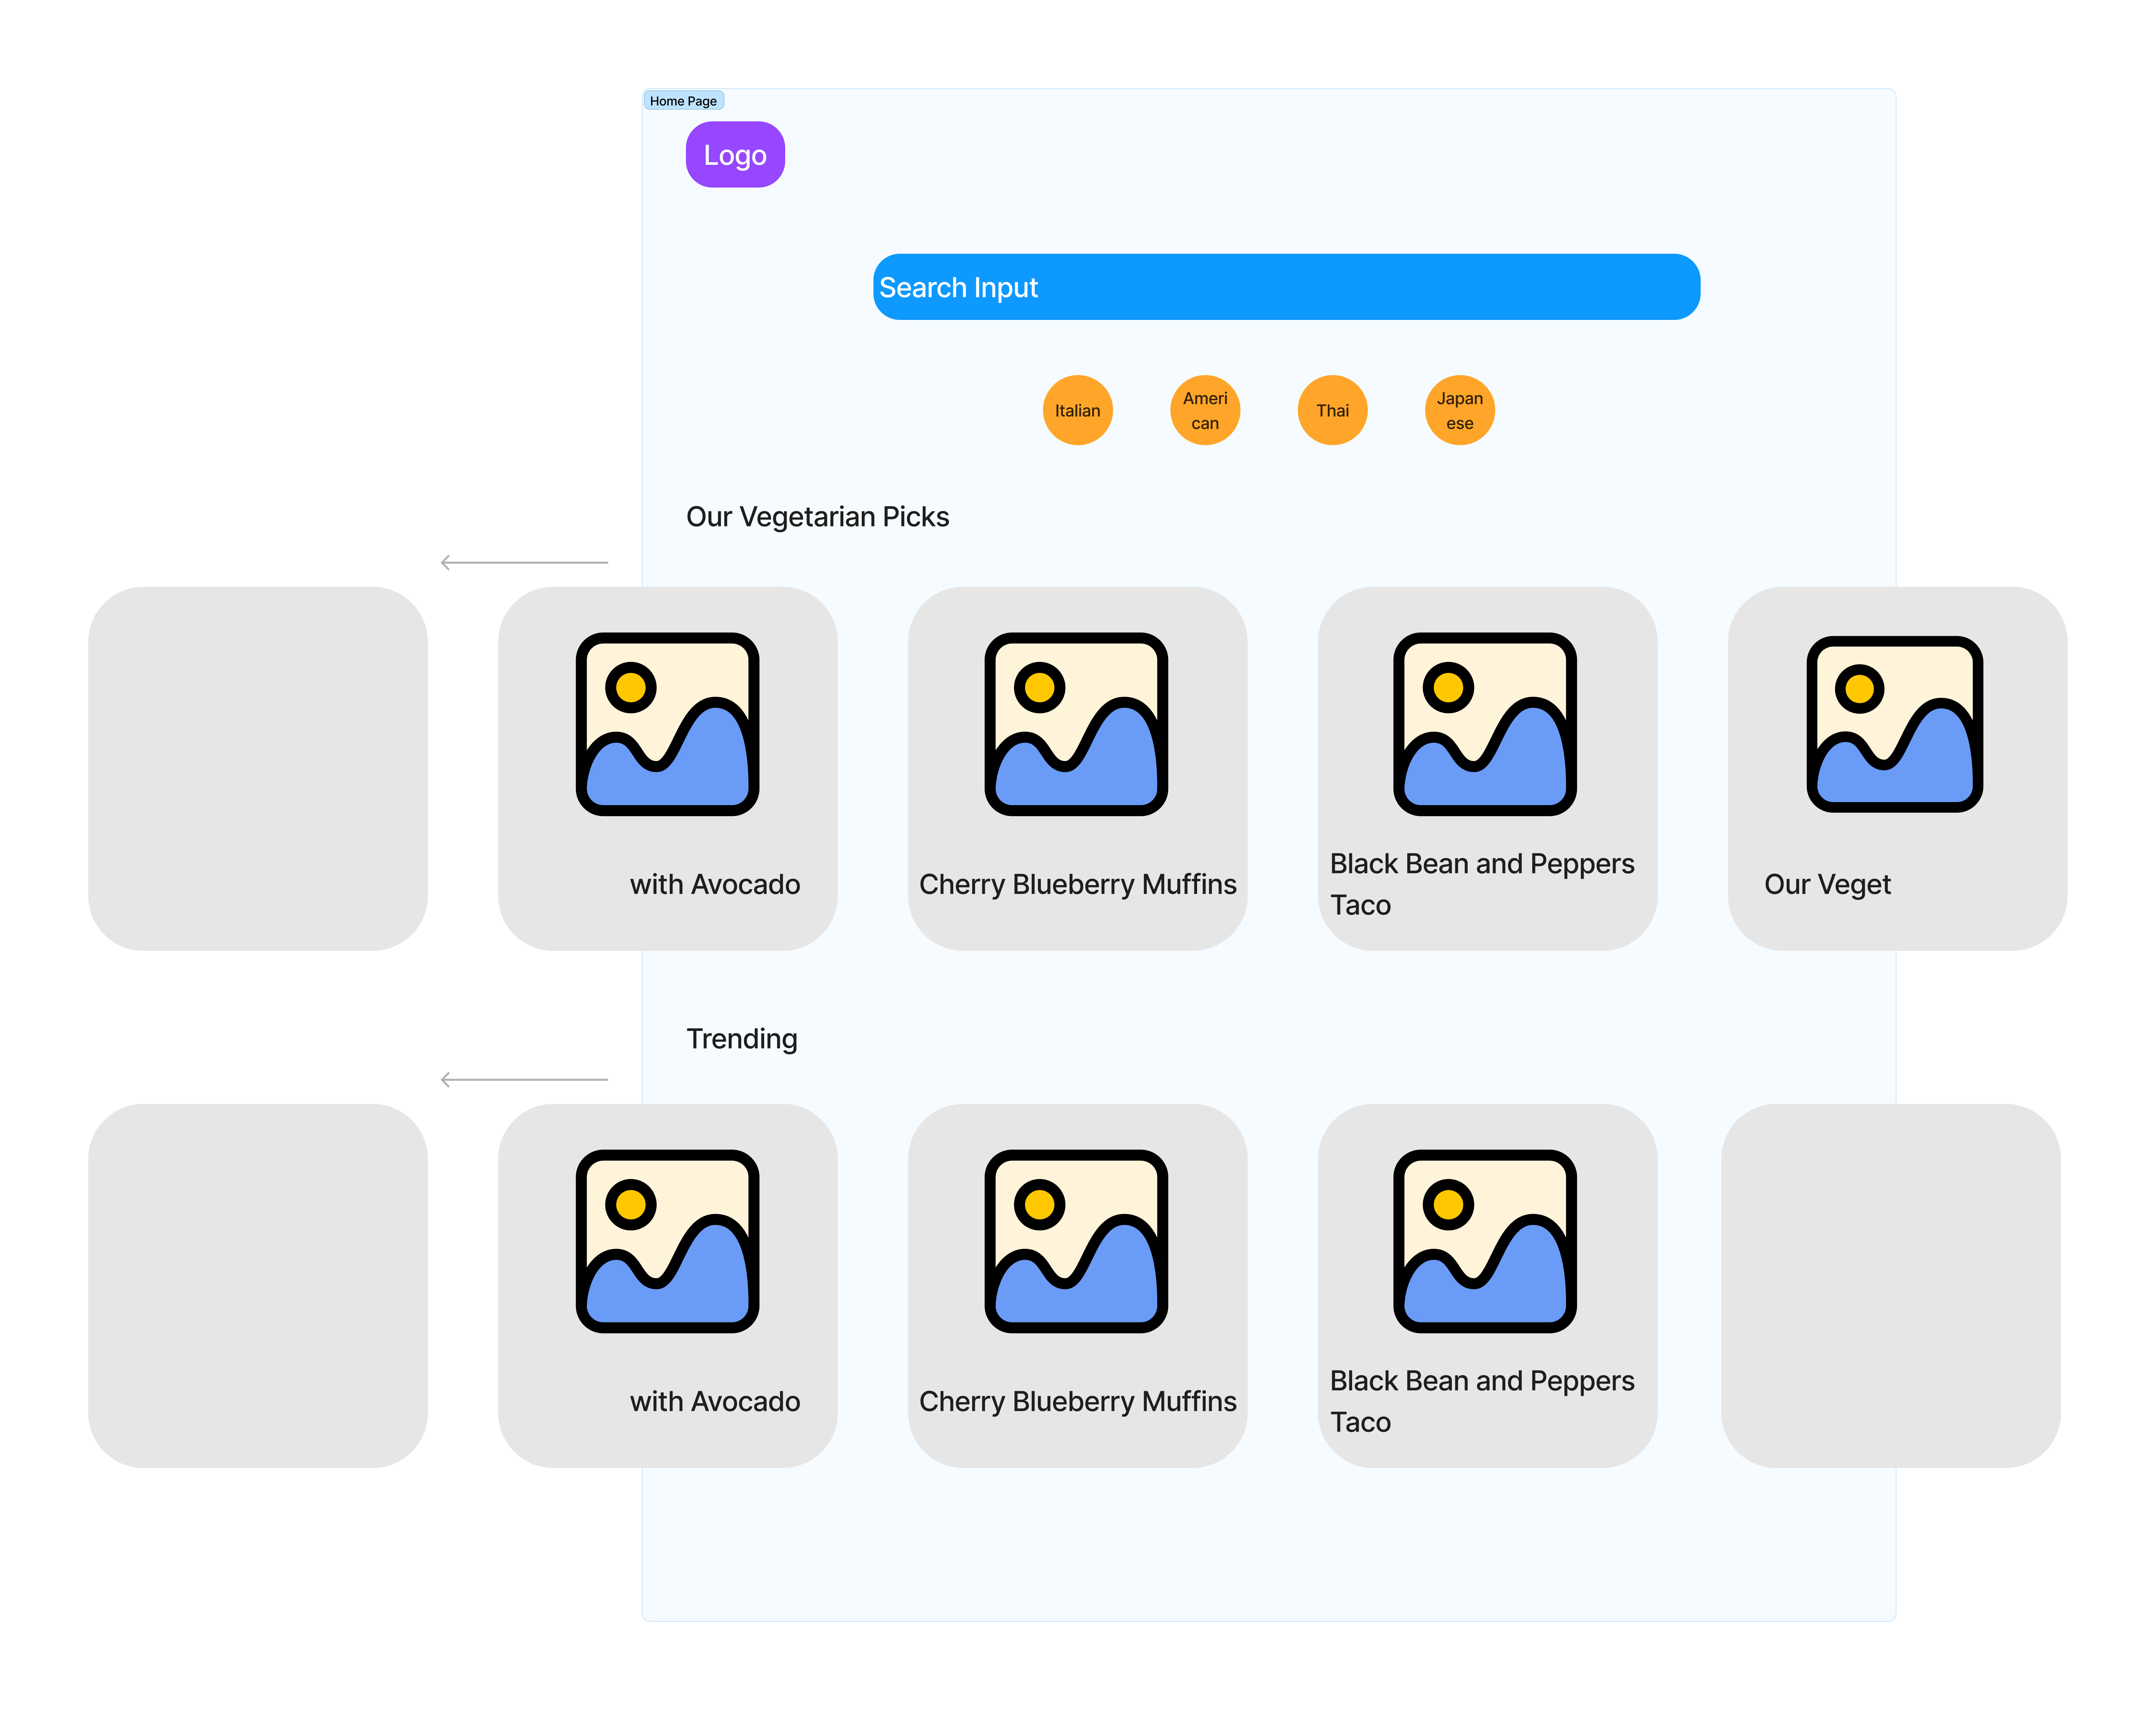 Home Page
Logo
Search Input
Italian
Ameri
can
Thai
Japan
ese
Our Vegetarian Picks
with Avocado
Cherry Blueberry Muffins
Black Bean and Peppers
Taco
Our Veget
Trending
with Avocado
Cherry Blueberry Muffins
Black Bean and Peppers
Taco